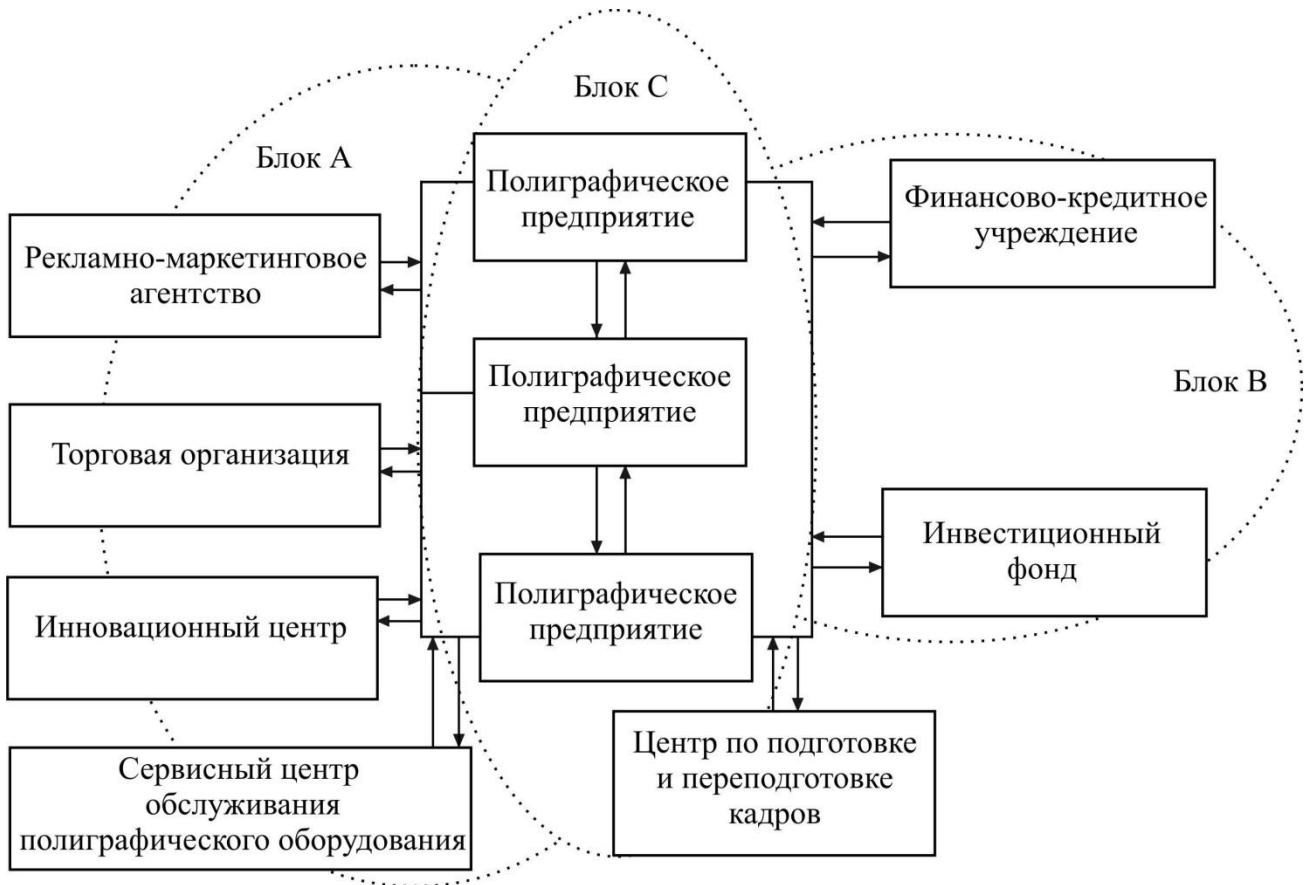 Блок С
Блок А
Полиграфическое
предприятие
Финансово-кредитное
учреждение
Рекламно-маркетинговое
агентство
Полиграфическое
предприятие
Блок В
Торговая организация
Инвестиционный
фонд
Полиграфическое
предприятие
Инновационный центр
Сервисный центр
обслуживания
полиграфического оборудования
Центр по подготовке
и переподготовке
кадров